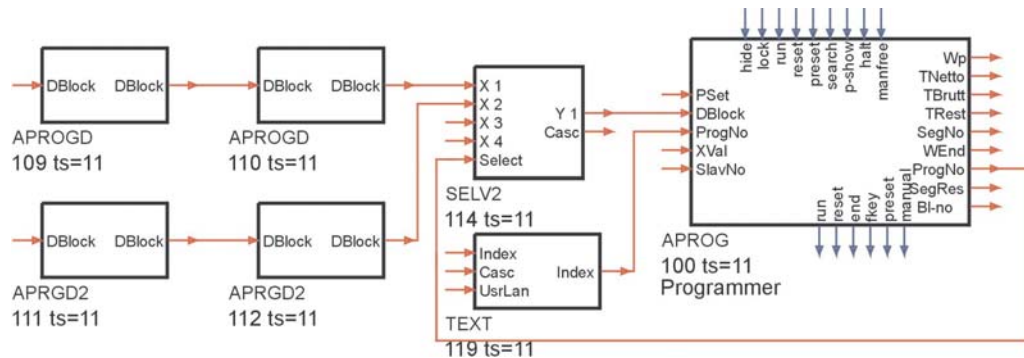 DBlock DBlock
APROGD
109 ts=11
DBlock DBlock
APROGD
110 ts=11
DBlock DBlock
APRGD2
111 ts=11
DBlock DBlock
APRGD2
112 ts=11
X 1
X 2
X 3
X 4
Select
Y 1
Casc
SELV2
114 ts=11
Index
Casc
UsrLan
Index
TEXT
119 ts=11
hide
lock
run
reset
preset
search
p-show
halt
manfree
PSet
DBlock
ProgNo
XVal
SlavNo
Wp
TNetto
TBrutt
TRest
SegNo
WEnd
ProgNo
SegRes
Bl-no
run
reset
end
fkey
preset
manual
APROG
100 ts=11
Programmer